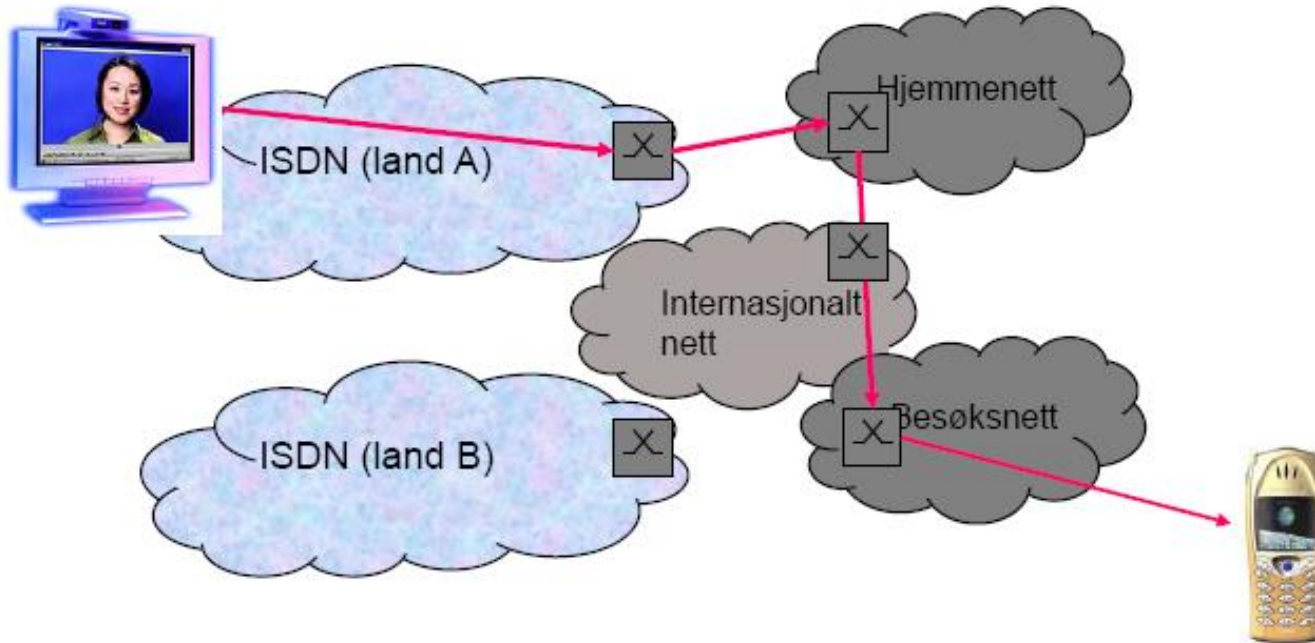 Hjemmenett
ISDN (land A)
Internasjonalt
nett
Besøksnett
ISDN (land B)